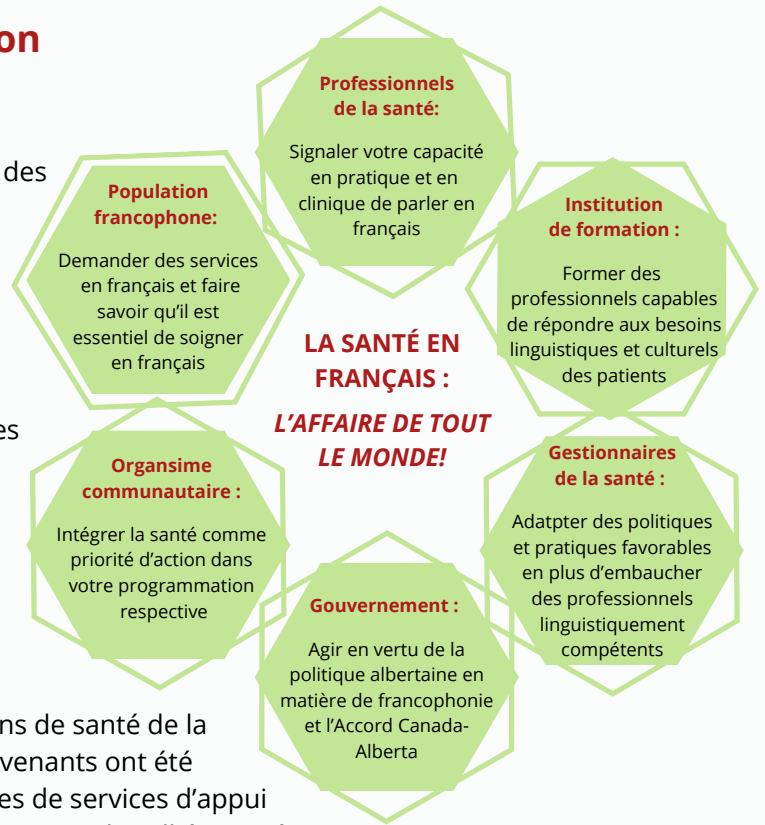 on
des
es
Professionnels
de la santé:
Signaler votre capacité
en pratique et en
clinique de parler en
français
Population
francophone:
Demander des services
en français et faire
savoir qu'il est
essentiel de soigner
en français
Institution
de formation :
Former des
professionnels capables
de répondre aux besoins
linguistiques et culturels
des patients
LA SANTÉ EN
FRANÇAIS :
L'AFFAIRE DE TOUT
LE MONDE!
Organsime
communautaire :
Intégrer la santé comme
priorité d'action dans
votre programmation
respective
Gestionnaires
de la santé :
Adatpter des politiques
et pratiques favorables
en plus d'embaucher
des professionnels
linguistiquement
compétents
Gouvernement :
Agir en vertu de la
politique albertaine en
matière de francophonie
et l'Accord Canada-
Alberta
ns de santé de la
venants ont été
es de services d'appui